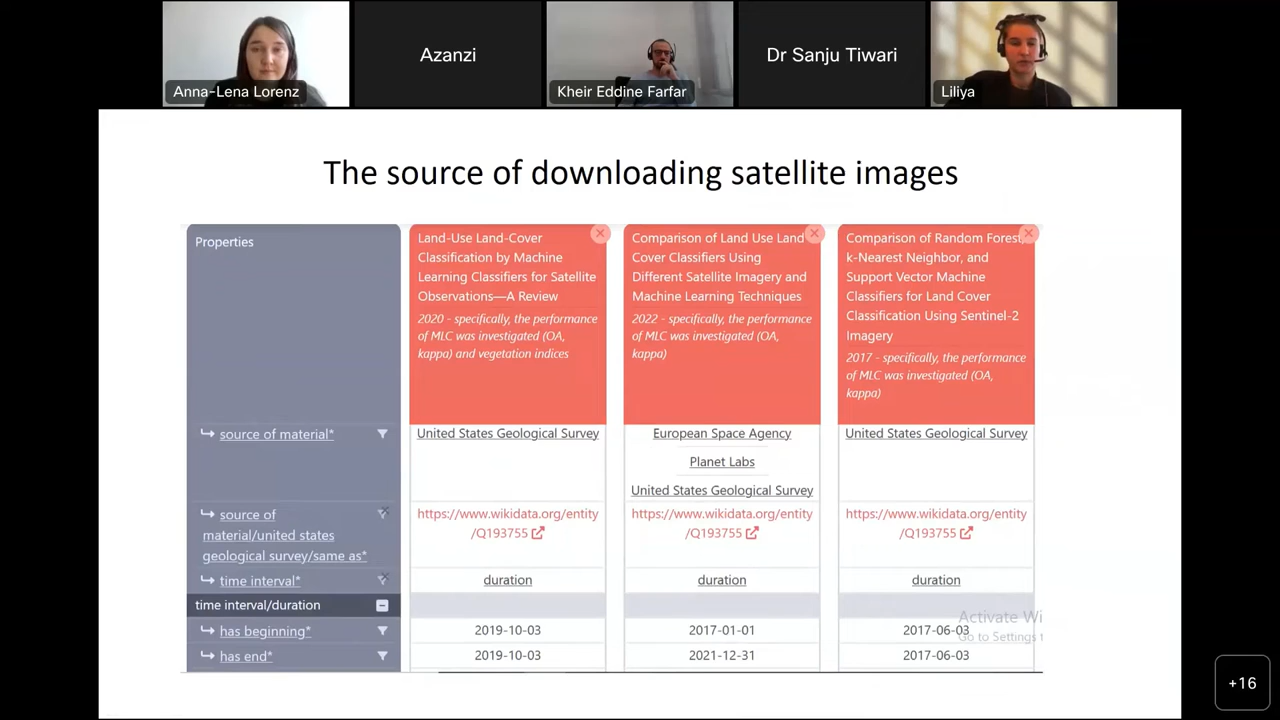 Anna-Lena Lorenz
Azanzi
Kheir Eddine Farfar
Dr Sanju Tiwari
Liliya
The source of downloading satellite images
Properties
Land-Use Land-Cover
Classification by Machine
Learning Classifiers for Satellite
Observations—A Review
2020 - specifically, the performance
of MLC was investigated (OA,
kappa) and vegetation indices
Comparison of Land Use Land
Cover Classifiers Using
Different Satellite Imagery and
Machine Learning Techniques
2022 - specifically, the performance
of MLC was investigated (OA,
kappa)
Comparison of Random Forest,
k-Nearest Neighbor, and
Support Vector Machine
Classifiers for Land Cover
Classification Using Sentinel-2
Imagery
2017 - specifically, the performance
of MLC was investigated (OA,
kappa)
source of material*
United States Geological Survey
European Space Agency
Planet Labs
United States Geological Survey
United States Geological Survey
source of
material/united states
geological survey/same as*
https://www.wikidata.org/entity
/Q193755
https://www.wikidata.org/entity
/Q193755
https://www.wikidata.org/entity
/Q193755
time interval*
duration
duration
duration
time interval/duration
has beginning*
2019-10-03
2017-01-01
2017-06-03
has end*
2019-10-03
2021-12-31
2017-06-03
Activate Wi
Go to Settings t
+16